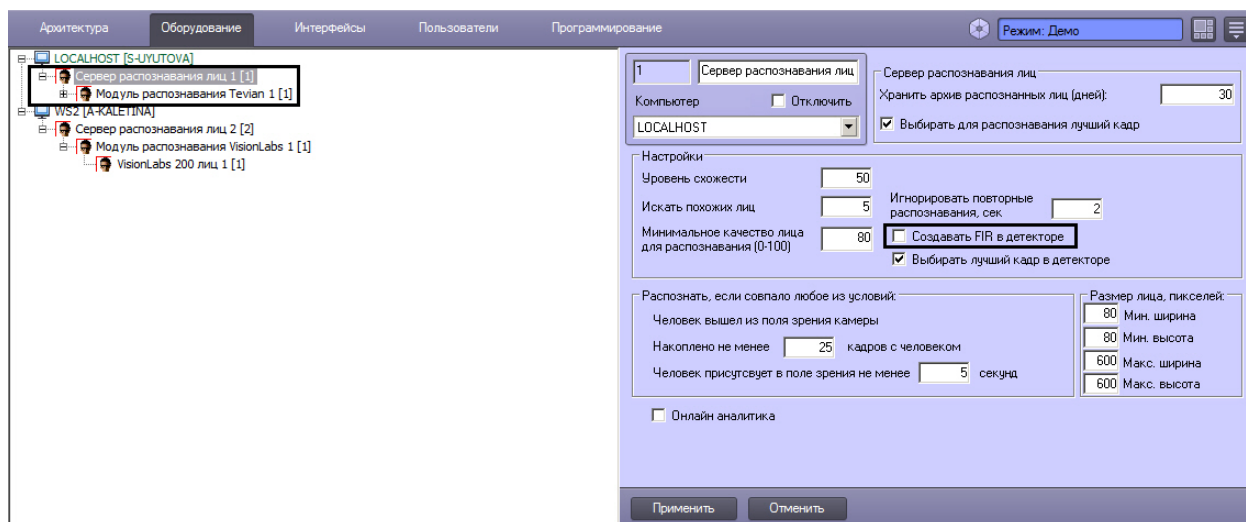 Архитектура Оборудование Интерфейсы Пользователи Программирование Режим: Демо
LOCALHOST [S-UYUTOVA]
Сервер распознавания лиц 1 [1]
Модуль распознавания Tevian 1 [1]
WS2 [A-KALETINA]
Сервер распознавания лиц 2 [2]
Модуль распознавания VisionLabs 1 [1]
VisionLabs 200 лиц 1 [1]
1 Сервер распознавания лиц
Компьютер Отключить
LOCALHOST
Сервер распознавания лиц
Хранить архив распознанных лиц (дней): 30
Выбирать для распознавания лучший кадр
Настройки
Уровень схожести 50
Искать похожих лиц 5
Минимальное качество лица
для распознавания (0-100) 80
Игнорировать повторные
распознавания, сек 2
Создавать FIR в детекторе
Выбирать лучший кадр в детекторе
Распознать, если совпало любое из условий:
Человек вышел из поля зрения камеры
Накоплено не менее 25 кадров с человеком
Человек присутсвует в поле зрения не менее 5 секунд
Размер лица, пикселей:
80 Мин. ширина
80 Мин. высота
600 Макс. ширина
600 Макс. высота
Онлайн аналитика
Применить Отменить